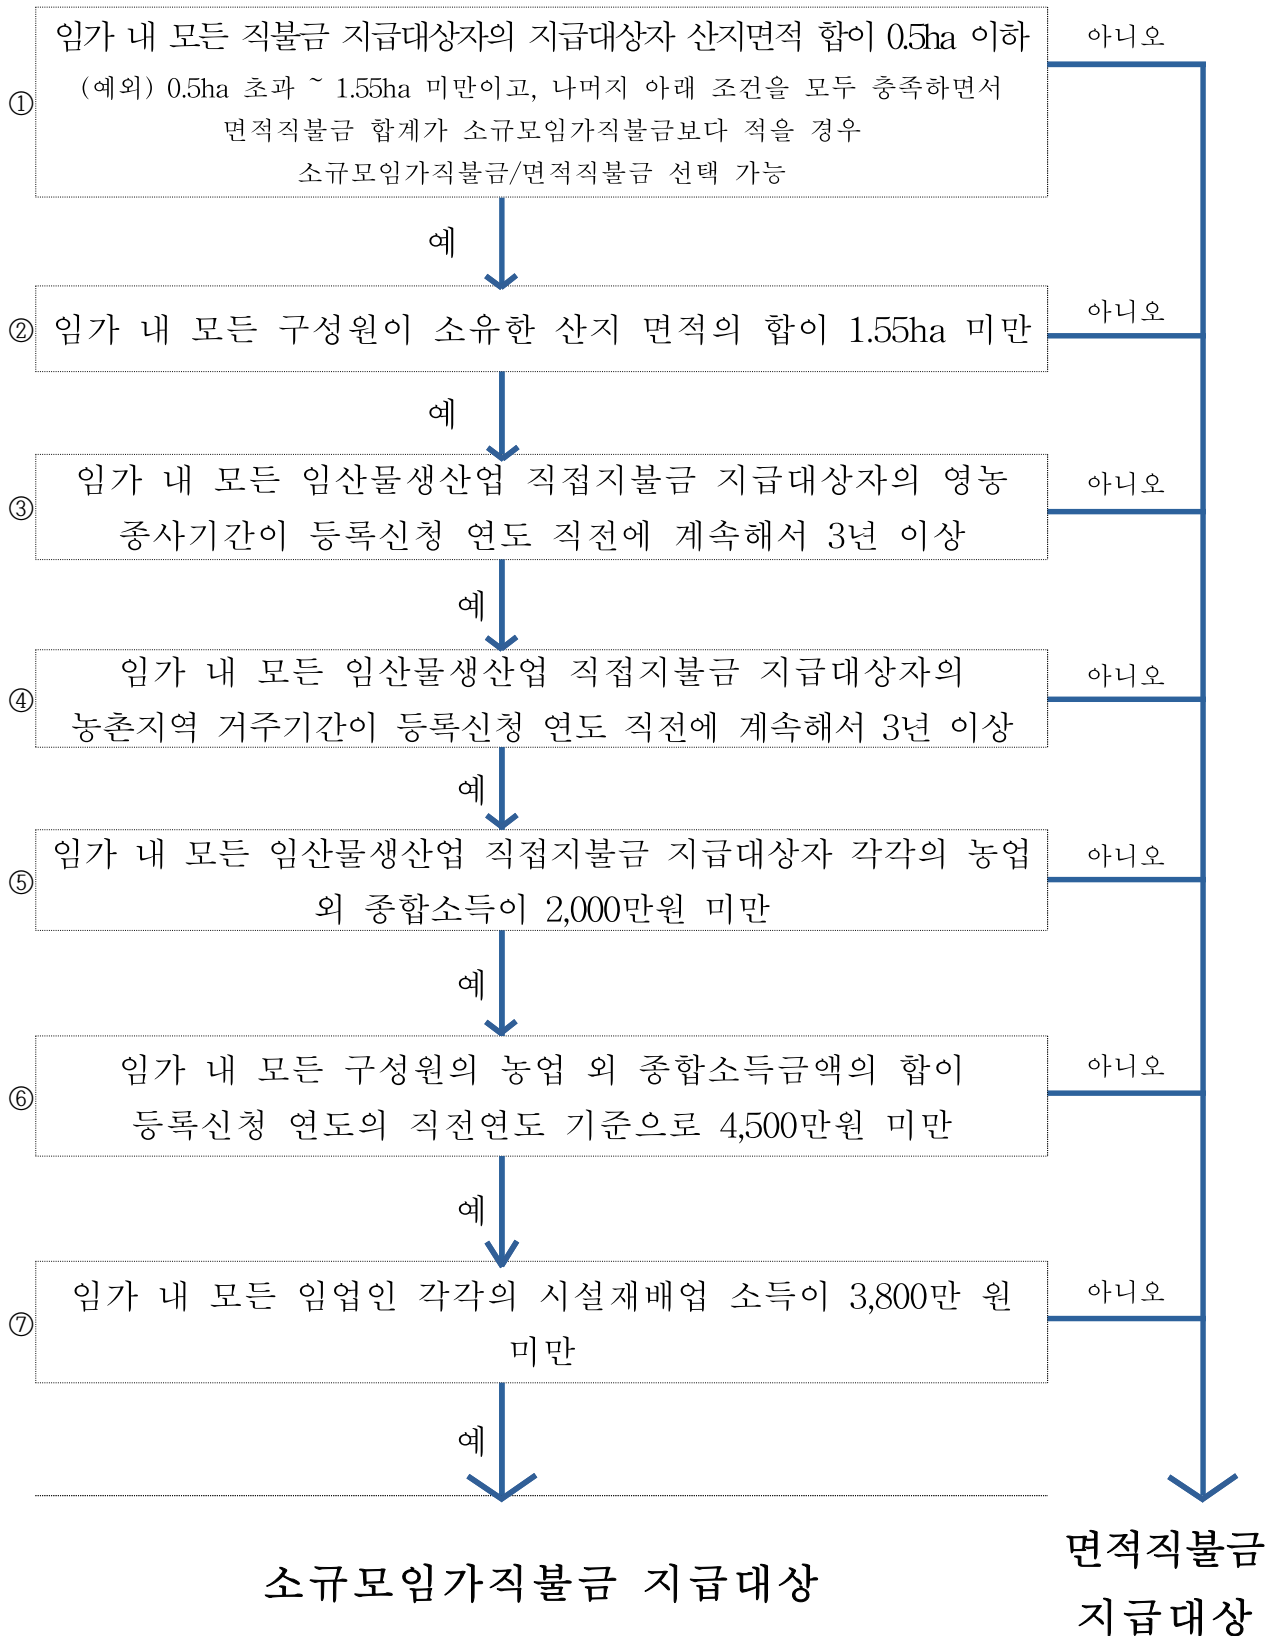 임가 내 모든 직불금 지급대상자의 지급대상자 산지면적 합이 0.5ha 이하
아니오
①
(예외) 0.5ha 초과 ~ 1.55ha 미만이고, 나머지 아래 조건을 모두 충족하면서
면적직불금 합계가 소규모임가직불금보다 적을 경우
소규모임가직불금/면적직불금 선택 가능
예
②
임가 내 모든 구성원이 소유한 산지 면적의 합이 1.55ha 미만
아니오
예
③
임가 내 모든 임산물생산업 직접지불금 지급대상자의 영농
종사기간이 등록신청 연도 직전에 계속해서 3년 이상
아니오
예
④
임가 내 모든 임산물생산업 직접지불금 지급대상자의
농촌지역 거주기간이 등록신청 연도 직전에 계속해서 3년 이상
아니오
예
⑤
임가 내 모든 임산물생산업 직접지불금 지급대상자 각각의 농업
외 종합소득이 2,000만원 미만
아니오
예
⑥
임가 내 모든 구성원의 농업 외 종합소득금액의 합이
등록신청 연도의 직전연도 기준으로 4,500만원 미만
아니오
예
⑦
임가 내 모든 임업인 각각의 시설재배업 소득이 3,800만 원
미만
아니오
예
소규모임가직불금 지급대상
면적직불금
지급대상